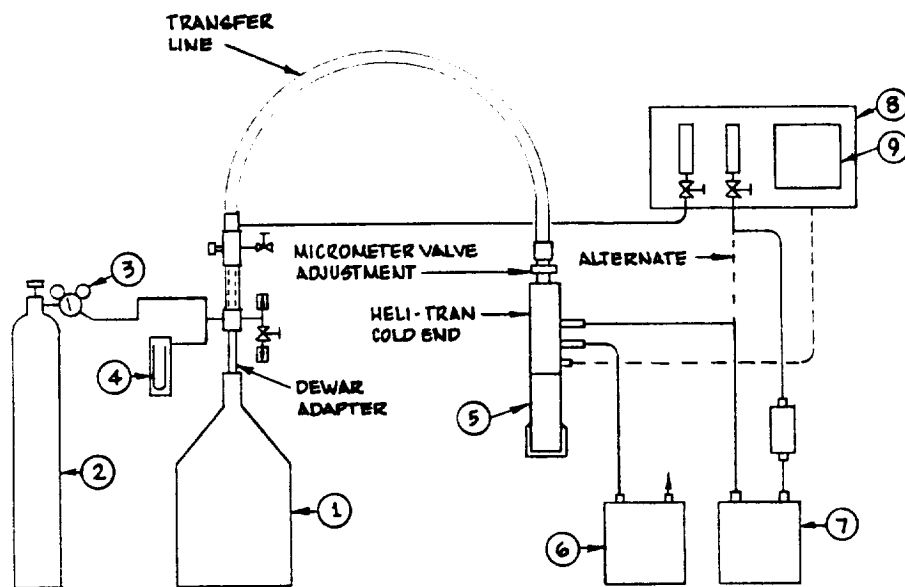 TRANSFER
LINE
8
9
MICROMETER VALVE
ADJUSTMENT
ALTERNATE
3
HELI-TRAN
COLD END
4
DEWAR
ADAPTER
5
2
1
6
7